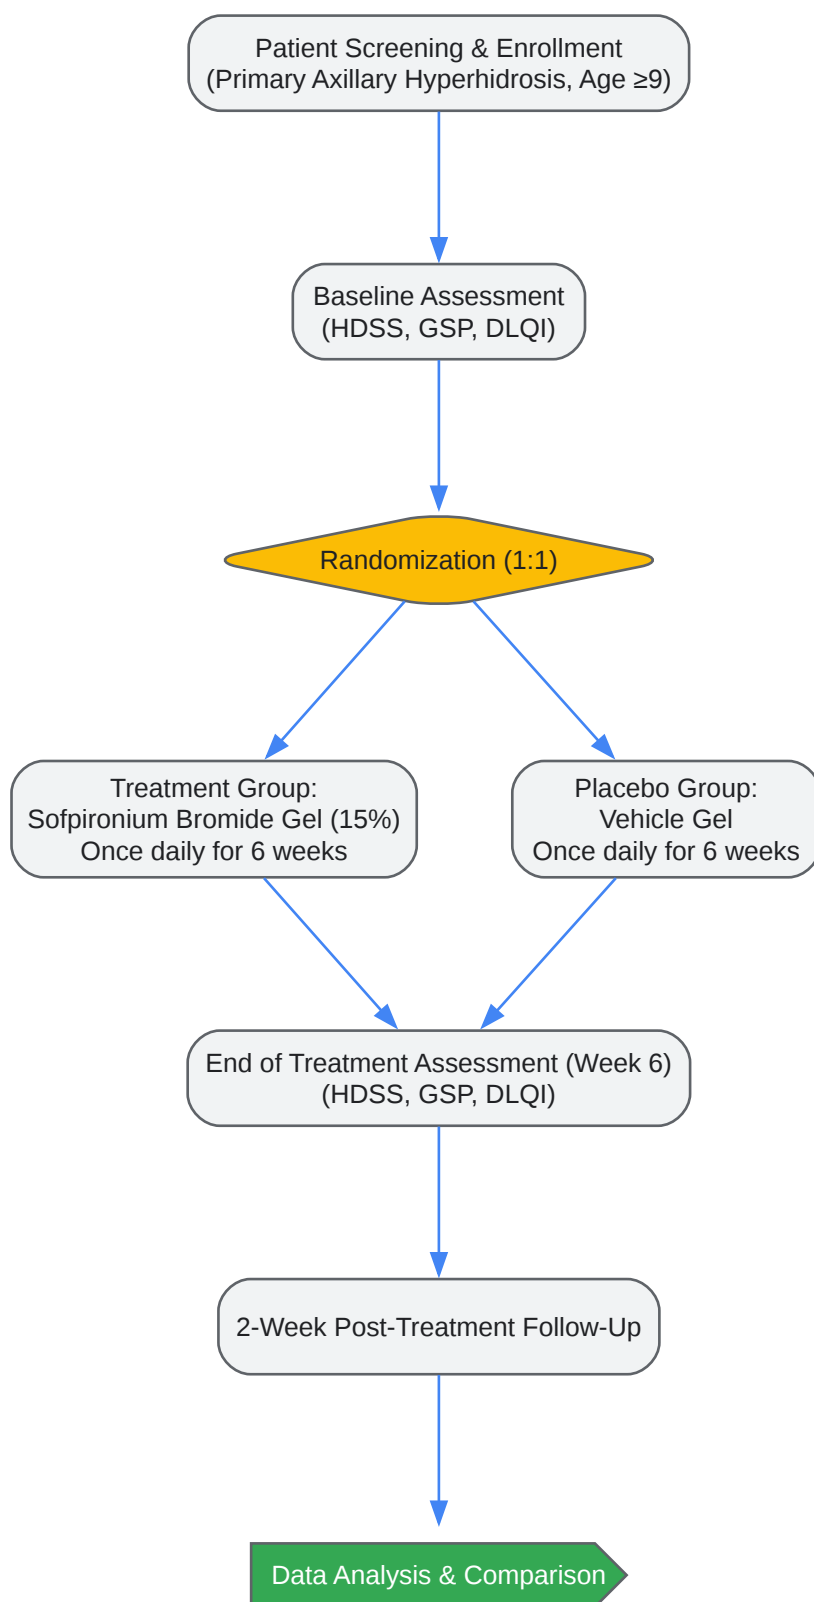 Patient Screening & Enrollment
(Primary Axillary Hyperhidrosis, Age ≥9)
Baseline Assessment
(HDSS, GSP, DLQI)
Randomization (1:1)
Treatment Group:
Sofpironium Bromide Gel (15%)
Once daily for 6 weeks
Placebo Group:
Vehicle Gel
Once daily for 6 weeks
End of Treatment Assessment (Week 6)
(HDSS, GSP, DLQI)
2-Week Post-Treatment Follow-Up
Data Analysis & Comparison